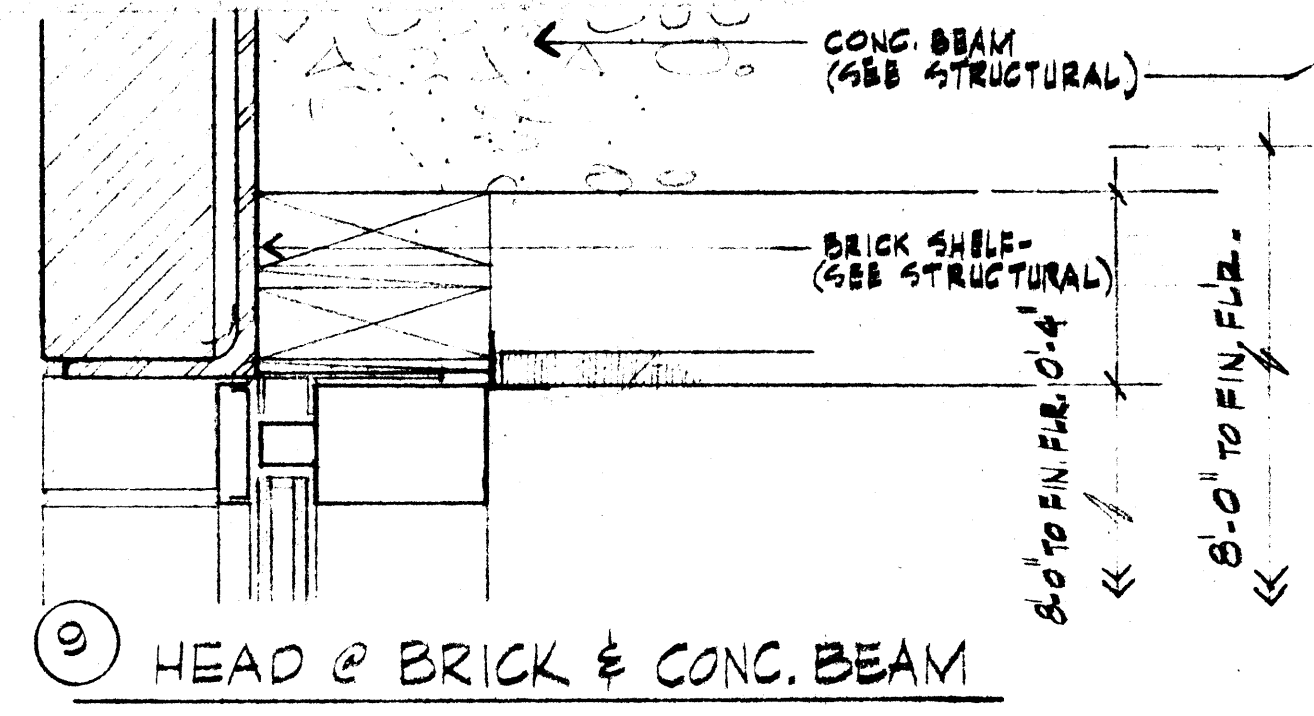 CONC. BEAM
(SEE STRUCTURAL)
BRICK SHELF-
(SEE STRUCTURAL)
0'-4"
8'-0" TO FIN. FLR.
8'-0" TO FIN. FLR.
9 HEAD @ BRICK & CONC. BEAM